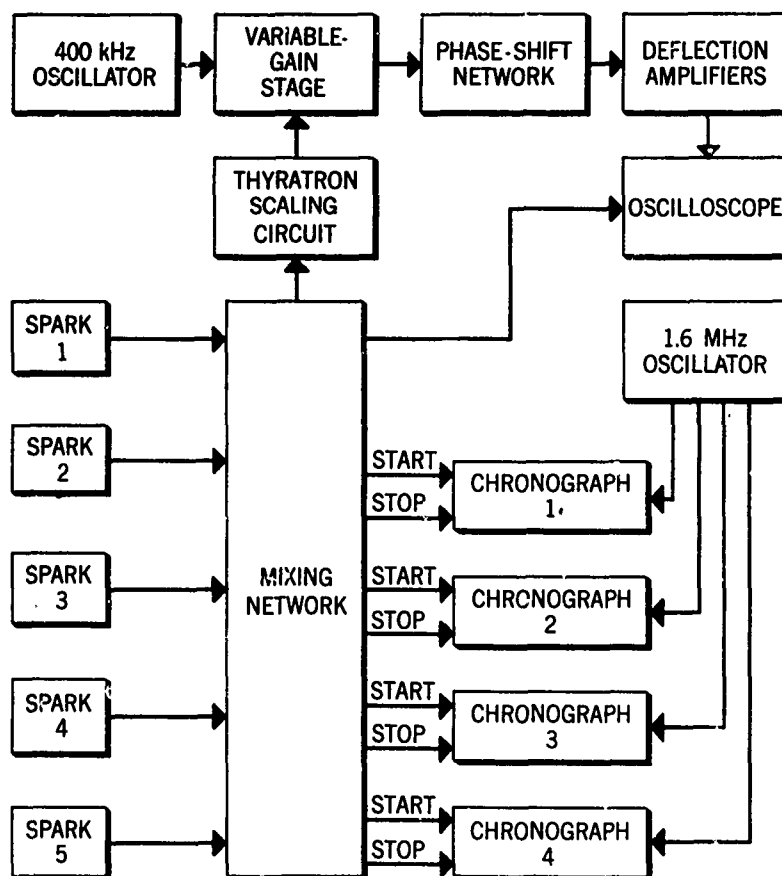 400 kHz
OSCILLATOR
VARIABLE-
GAIN
STAGE
PHASE-SHIFT
NETWORK
DEFLECTION
AMPLIFIERS
THYRATRON
SCALING
CIRCUIT
OSCILLOSCOPE
SPARK
1
1.6 MHz
OSCILLATOR
SPARK
2
START
STOP
CHRONOGRAPH
1
SPARK
3
MIXING
NETWORK
START
STOP
CHRONOGRAPH
2
SPARK
4
START
STOP
CHRONOGRAPH
3
SPARK
5
START
STOP
CHRONOGRAPH
4